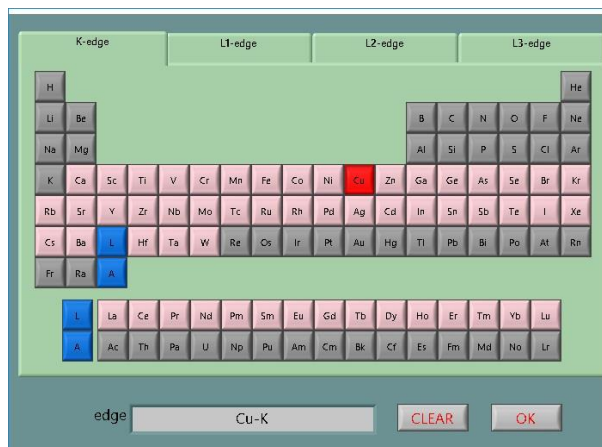 K-edge L1-edge L2-edge L3-edge
H He
Li Be B C N O F Ne
Na Mg Al Si P S Cl Ar
K Ca Sc Ti V Cr Mn Fe Co Ni Cu Zn Ga Ge As Se Br Kr
Rb Sr Y Zr Nb Mo Tc Ru Rh Pd Ag Cd In Sn Sb Te I Xe
Cs Ba L Hf Ta W Re Os Ir Pt Au Hg Tl Pb Bi Po At Rn
Fr Ra A
L La Ce Pr Nd Pm Sm Eu Gd Tb Dy Ho Er Tm Yb Lu
A Ac Th Pa U Np Pu Am Cm Bk Cf Es Fm Md No Lr
edge Cu-K CLEAR OK